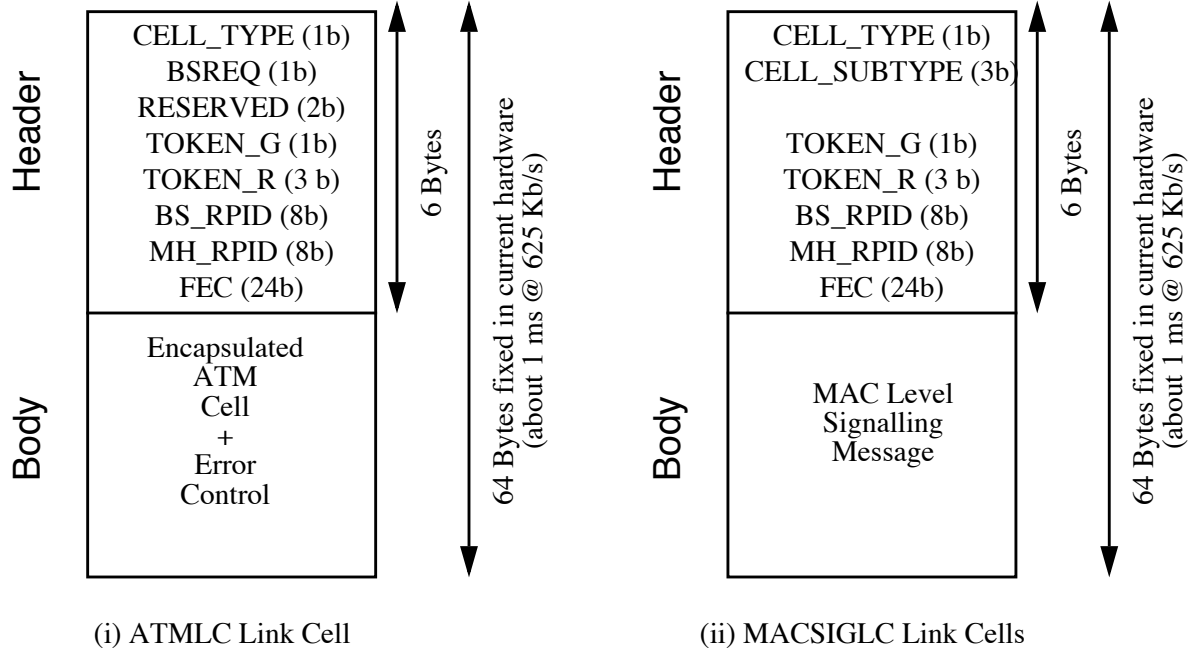 Header
CELL_TYPE (1b)
BSREQ (1b)
RESERVED (2b)
TOKEN_G (1b)
TOKEN_R (3 b)
BS_RPID (8b)
MH_RPID (8b)
FEC (24b)
6 Bytes
Body
Encapsulated
ATM
Cell
+
Error
Control
64 Bytes fixed in current hardware
(about 1 ms @ 625 Kb/s)
(i) ATMLC Link Cell
Header
CELL_TYPE (1b)
CELL_SUBTYPE (3b)
TOKEN_G (1b)
TOKEN_R (3 b)
BS_RPID (8b)
MH_RPID (8b)
FEC (24b)
6 Bytes
Body
MAC Level
Signalling
Message
64 Bytes fixed in current hardware
(about 1 ms @ 625 Kb/s)
(ii) MACSIGLC Link Cells